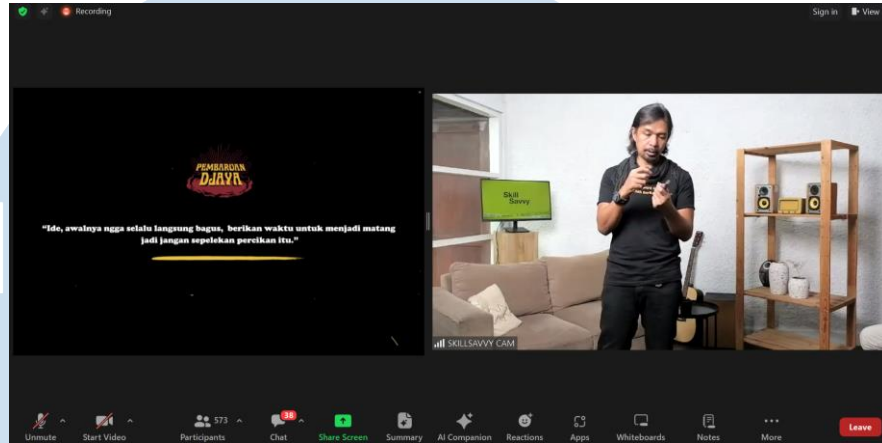 Recording
Sign in
View
PEMBAROAN
DJAYA
“Ide, awalnya ngga selalu langsung bagus, berikan waktu untuk menjadi matang
jadi jangan sepelekan percikan itu.”
Skill
Savvy
SKILLSAVVY CAM
Unmute
Start Video
573
Participants
38
Chat
Share Screen
Summary
AI Companion
Reactions
Apps
Whiteboards
Notes
More
Leave